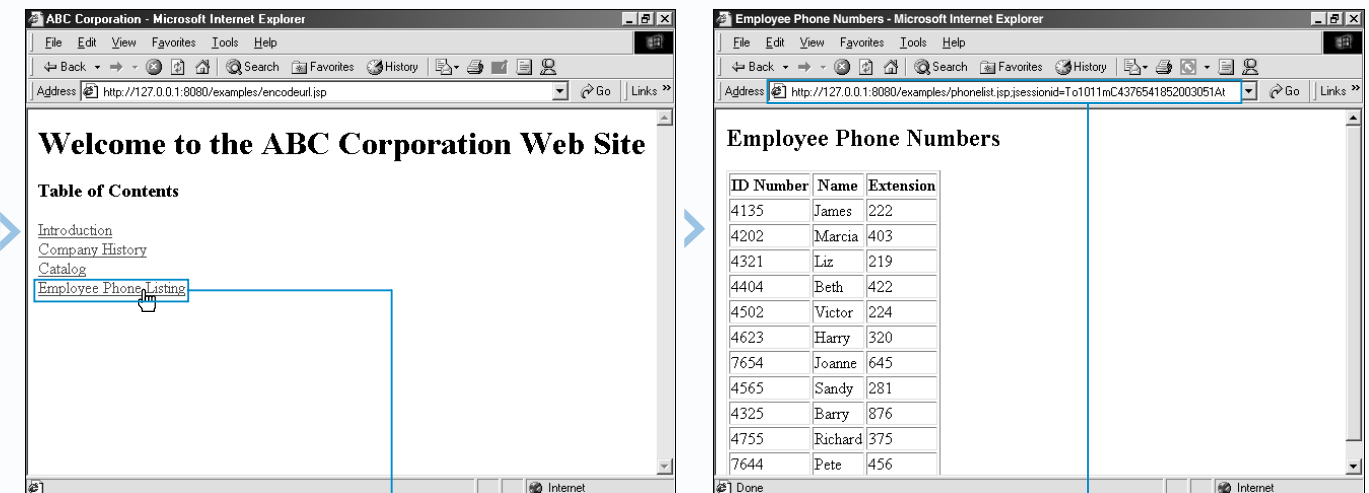 ABC Corporation - Microsoft Internet Explorer
File Edit View Favorites Tools Help
Back Search Favorites History
Address http://127.0.0.1:8080/examples/encodeurl.jsp Go Links »
Welcome to the ABC Corporation Web Site
Table of Contents
Introduction
Company History
Catalog
Employee Phone Listing
Internet
Employee Phone Numbers - Microsoft Internet Explorer
File Edit View Favorites Tools Help
Back Search Favorites History
Address http://127.0.0.1:8080/examples/phonelist.jsp;jsessionid=To1011mC4376541852003051At Go Links »
Employee Phone Numbers
ID Number Name Extension
4135 James 222
4202 Marcia 403
4321 Liz 219
4404 Beth 422
4502 Victor 224
4623 Harry 320
7654 Joanne 645
4565 Sandy 281
4325 Barry 876
4755 Richard 375
7644 Pete 456
Done Internet